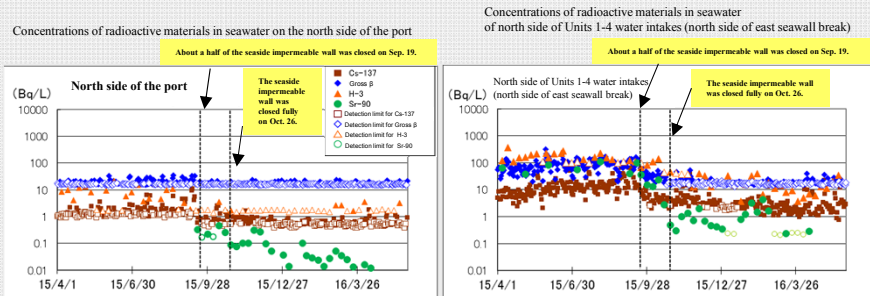 Concentrations of radioactive materials in seawater on the north side of the port
About a half of the seaside impermeable wall was closed on Sep. 19.
North side of the port
The seaside
impermeable
wall was
closed fully
on Oct. 26.
Cs-137
Gross β
H-3
Sr-90
Detection limit for Cs-137
Detection limit for Gross β
Detection limit for H-3
Detection limit for Sr-90
(Bq/L)
10000
1000
100
10
1
0.1
0.01
15/4/1 15/6/30 15/9/28 15/12/27 16/3/26
Concentrations of radioactive materials in seawater
of north side of Units 1-4 water intakes (north side of east seawall break)
About a half of the seaside impermeable wall was closed on Sep. 19.
North side of Units 1-4 water intakes
(north side of east seawall break)
The seaside impermeable wall
was closed fully on Oct. 26.
(Bq/L)
10000
1000
100
10
1
0.1
0.01
15/4/1 15/6/30 15/9/28 15/12/27 16/3/26